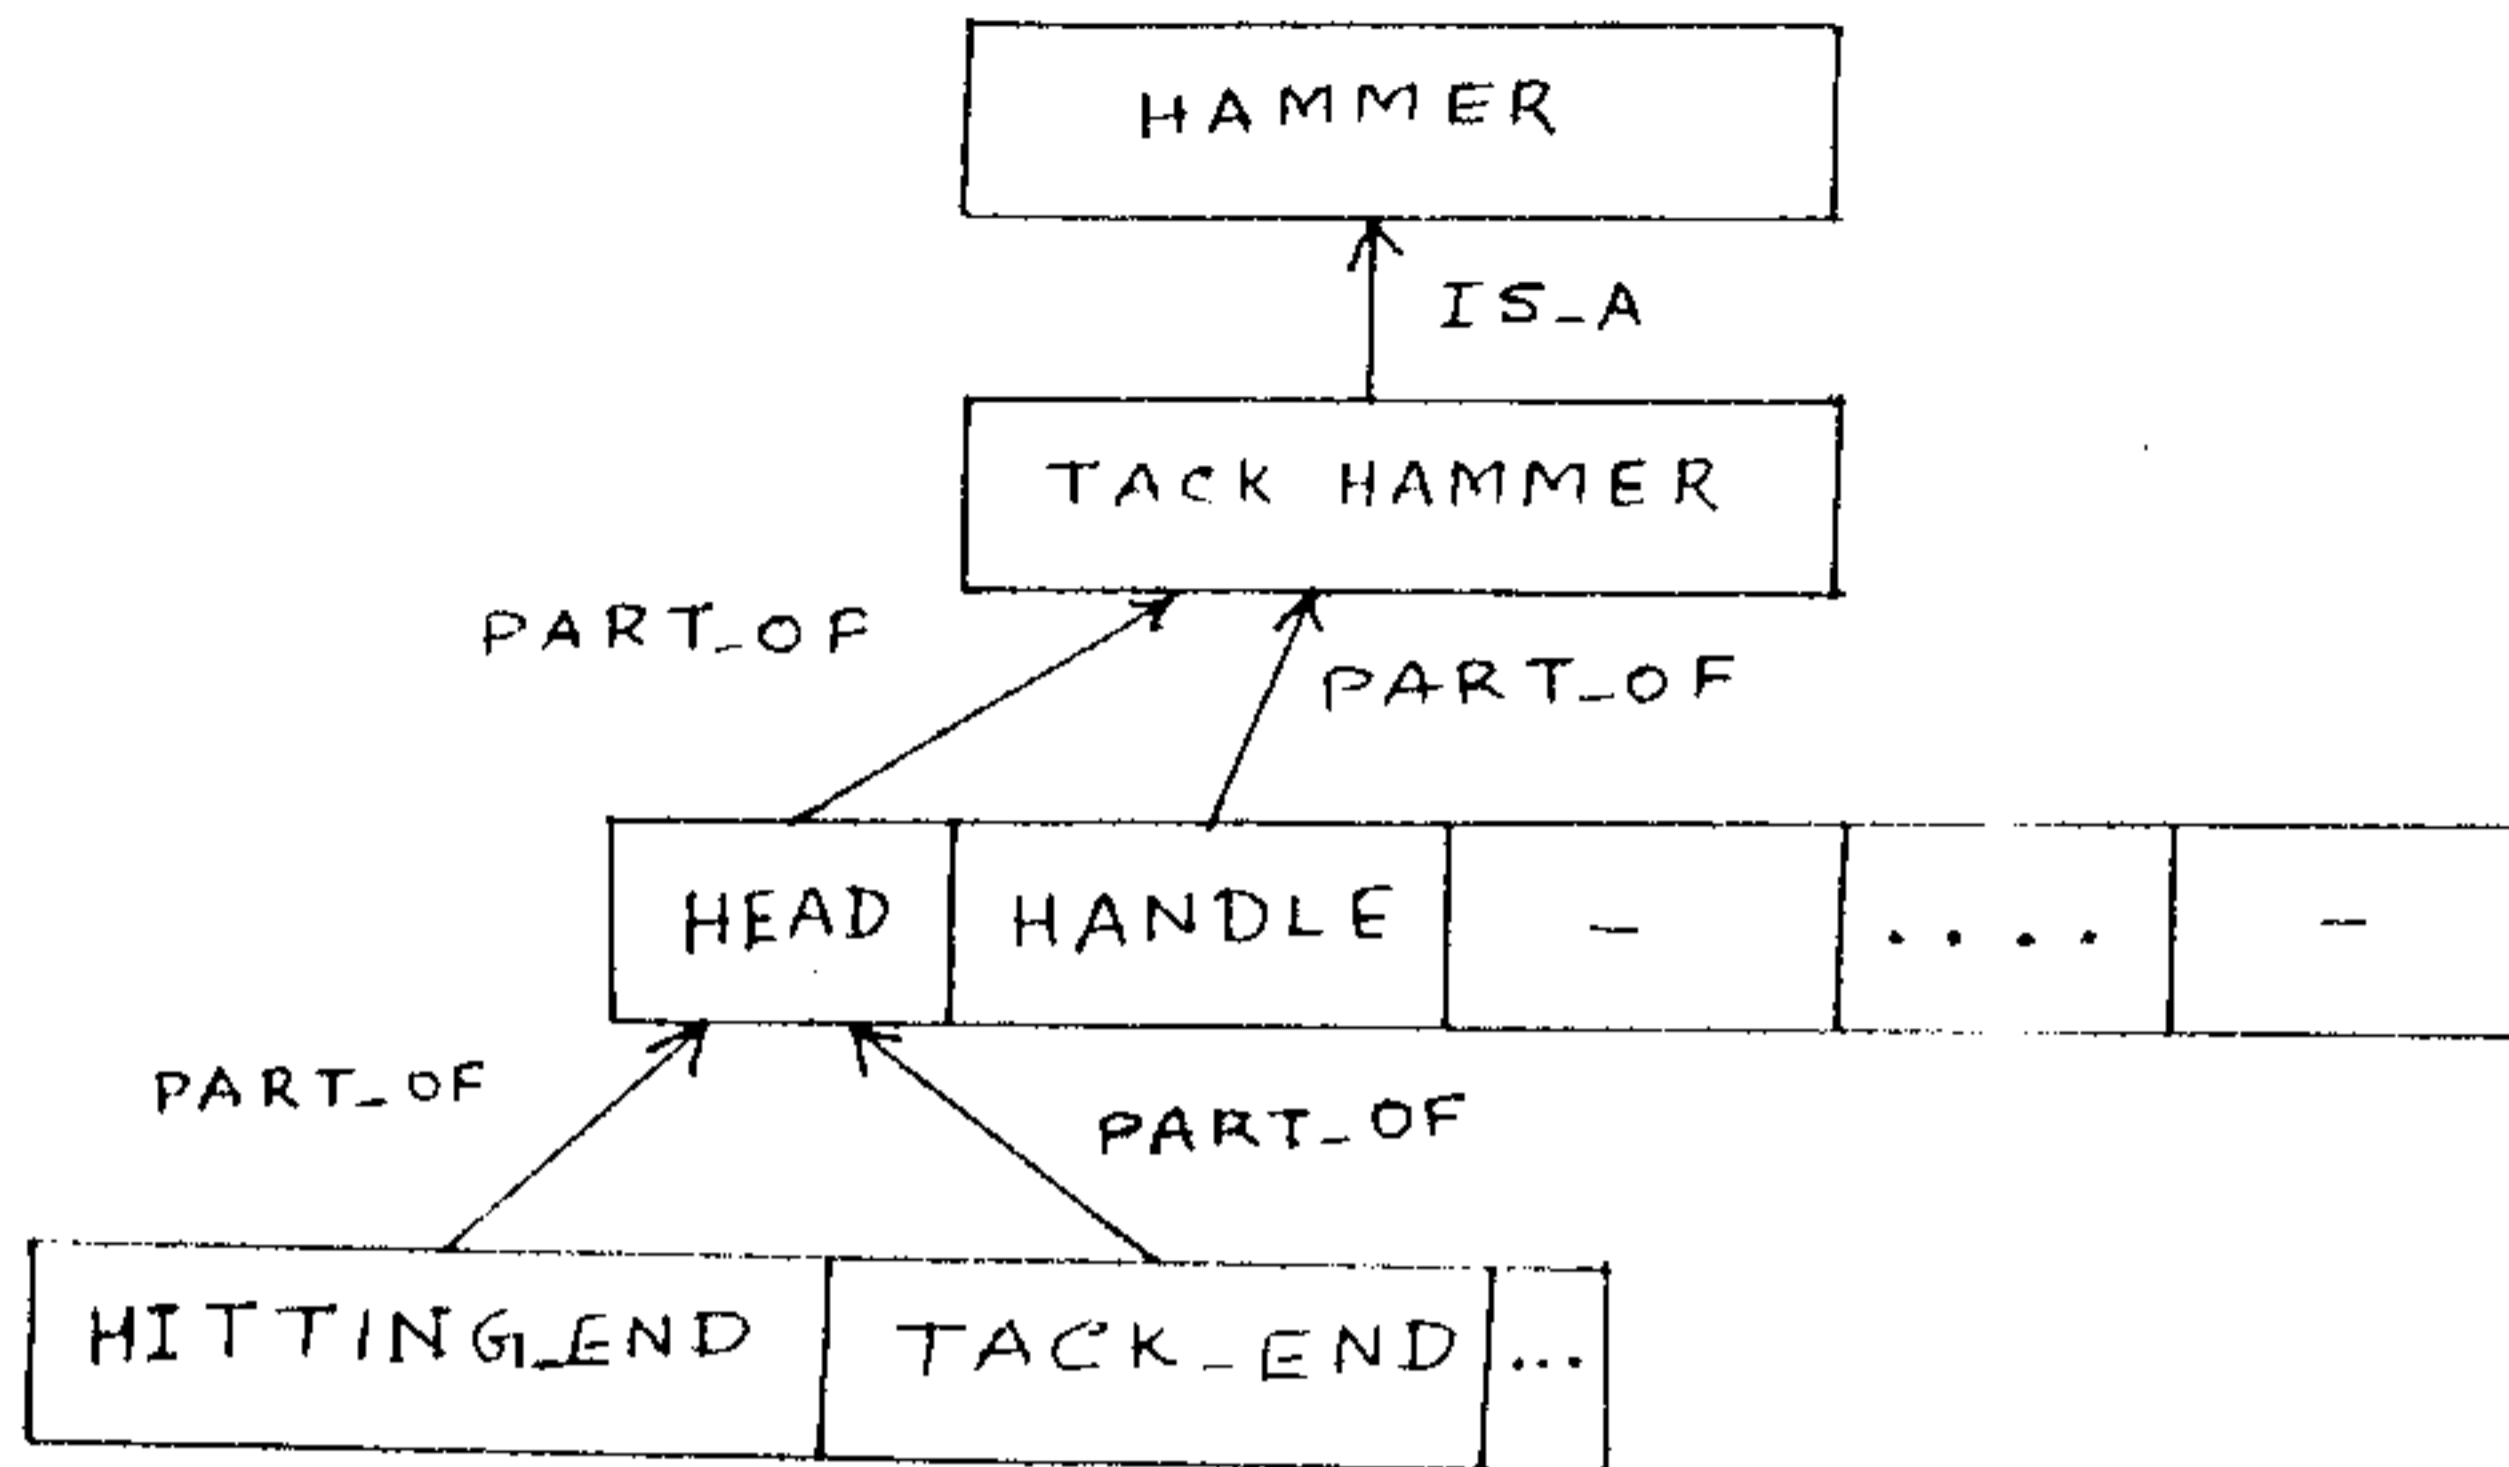 HAMMER
IS_A
TACK HAMMER
PART_OF
PART_OF
HEAD HANDLE - .... -
PART_OF
PART_OF
HITTING_END TACK_END ...